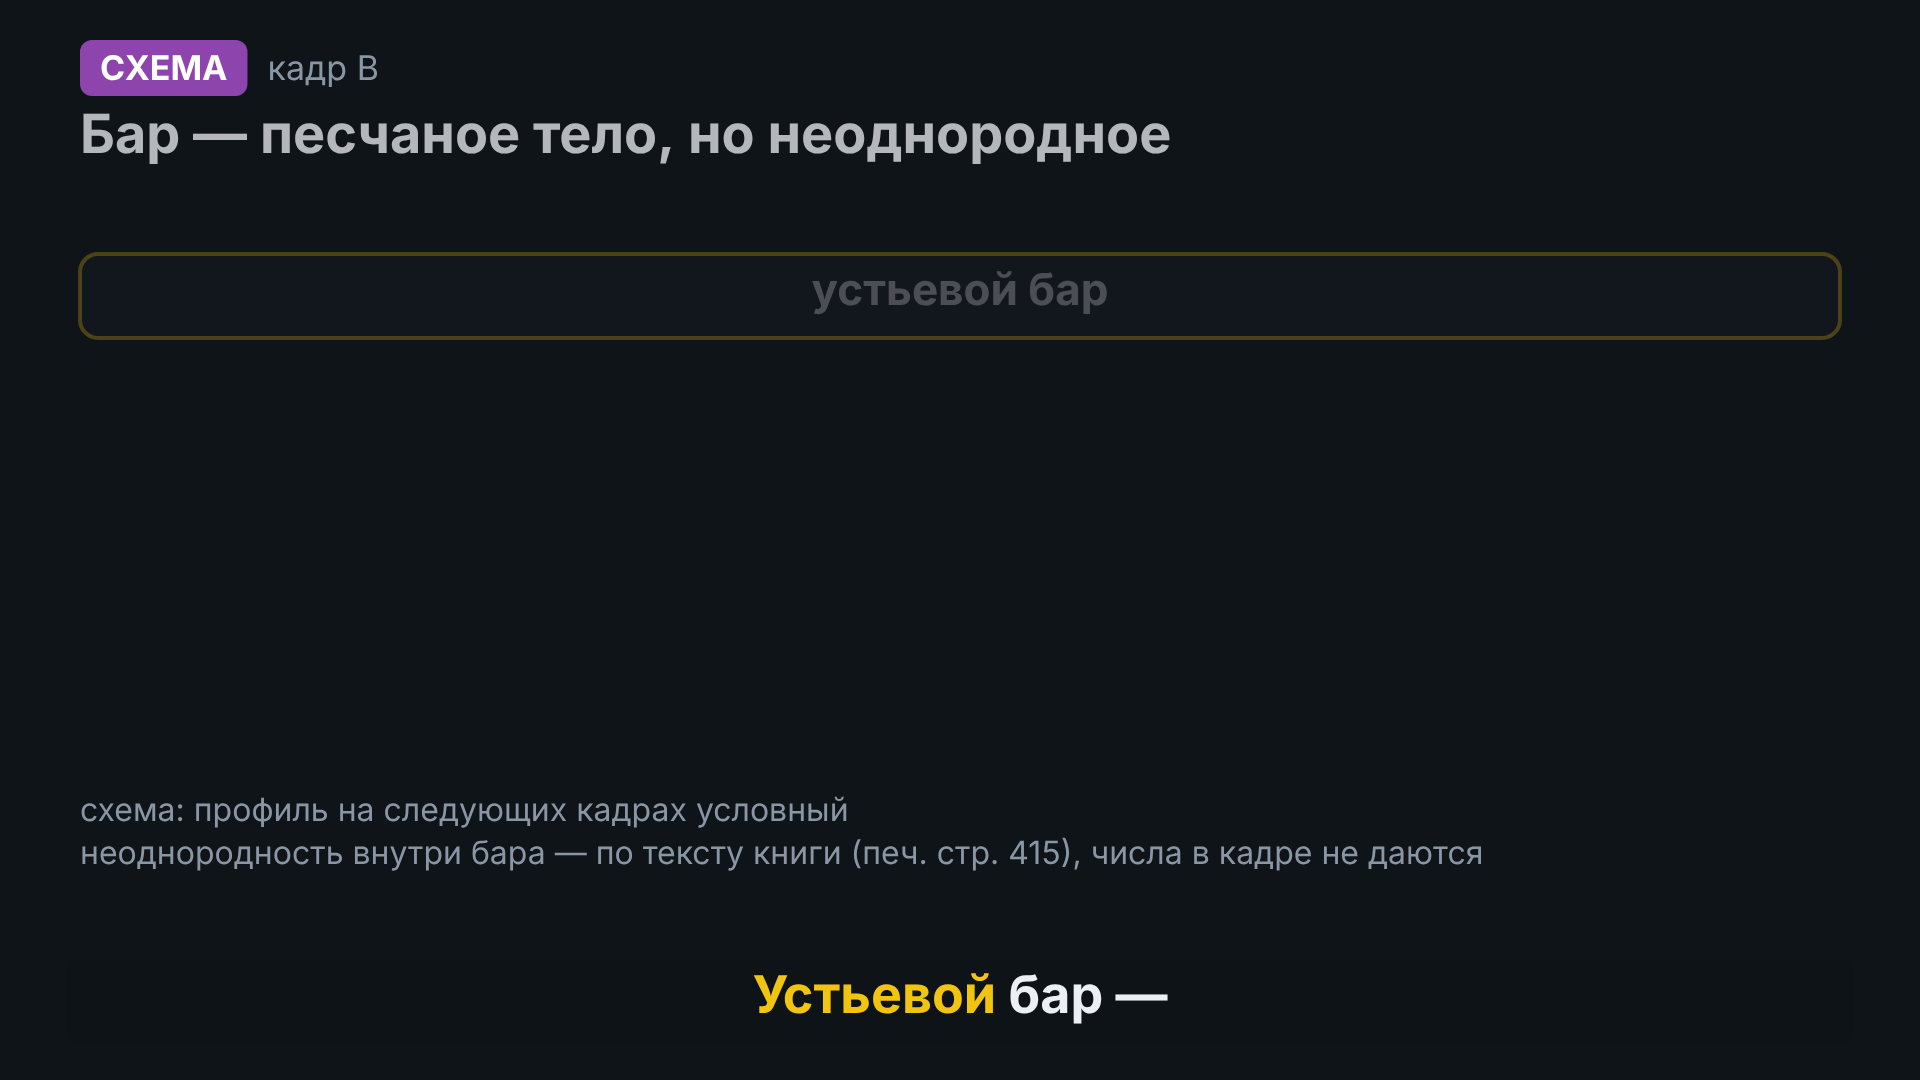 СХЕМА кадр В
Бар — песчаное тело, но неоднородное
устьевой бар
схема: профиль на следующих кадрах условный
неоднородность внутри бара — по тексту книги (печ. стр. 415), числа в кадре не даются
Устьевой бар —